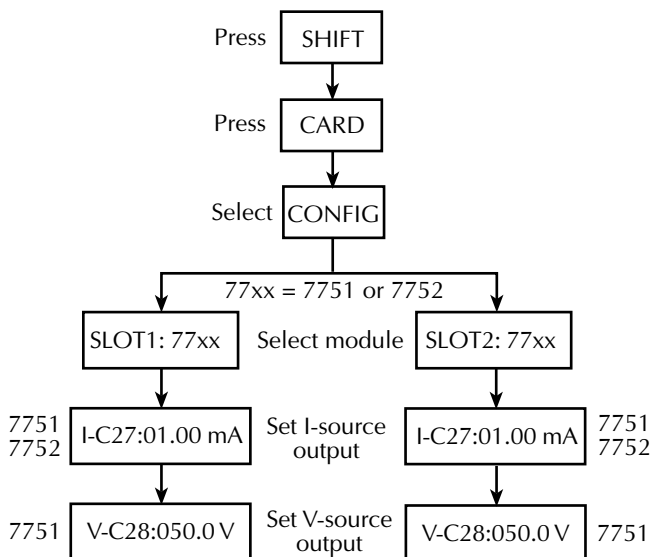 Press SHIFT
Press CARD
Select CONFIG
77xx = 7751 or 7752
SLOT1: 77xx Select module SLOT2: 77xx
7751
7752
I-C27:01.00 mA
Set I-source
output
I-C27:01.00 mA
7751
7752
7751 V-C28:050.0 V
Set V-source
output
V-C28:050.0 V 7751